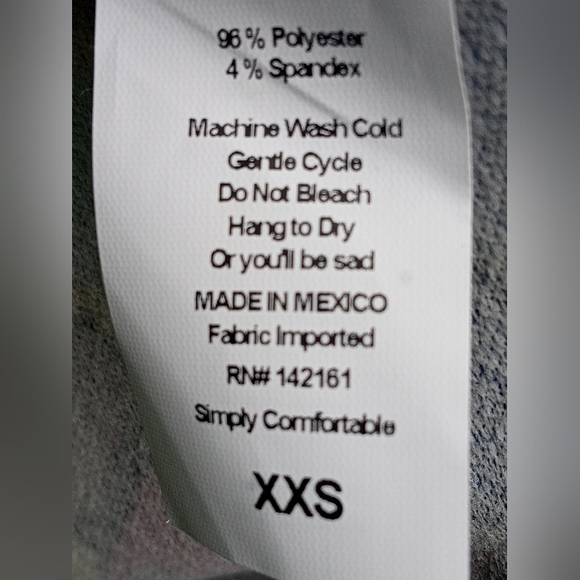 96% Polyester
4% Spandex
Machine Wash Cold
Gentle Cycle
Do Not Bleach
Hang to Dry
Or you'll be sad
MADE IN MEXICO
Fabric Imported
RN# 142161
Simply Comfortable
XXS